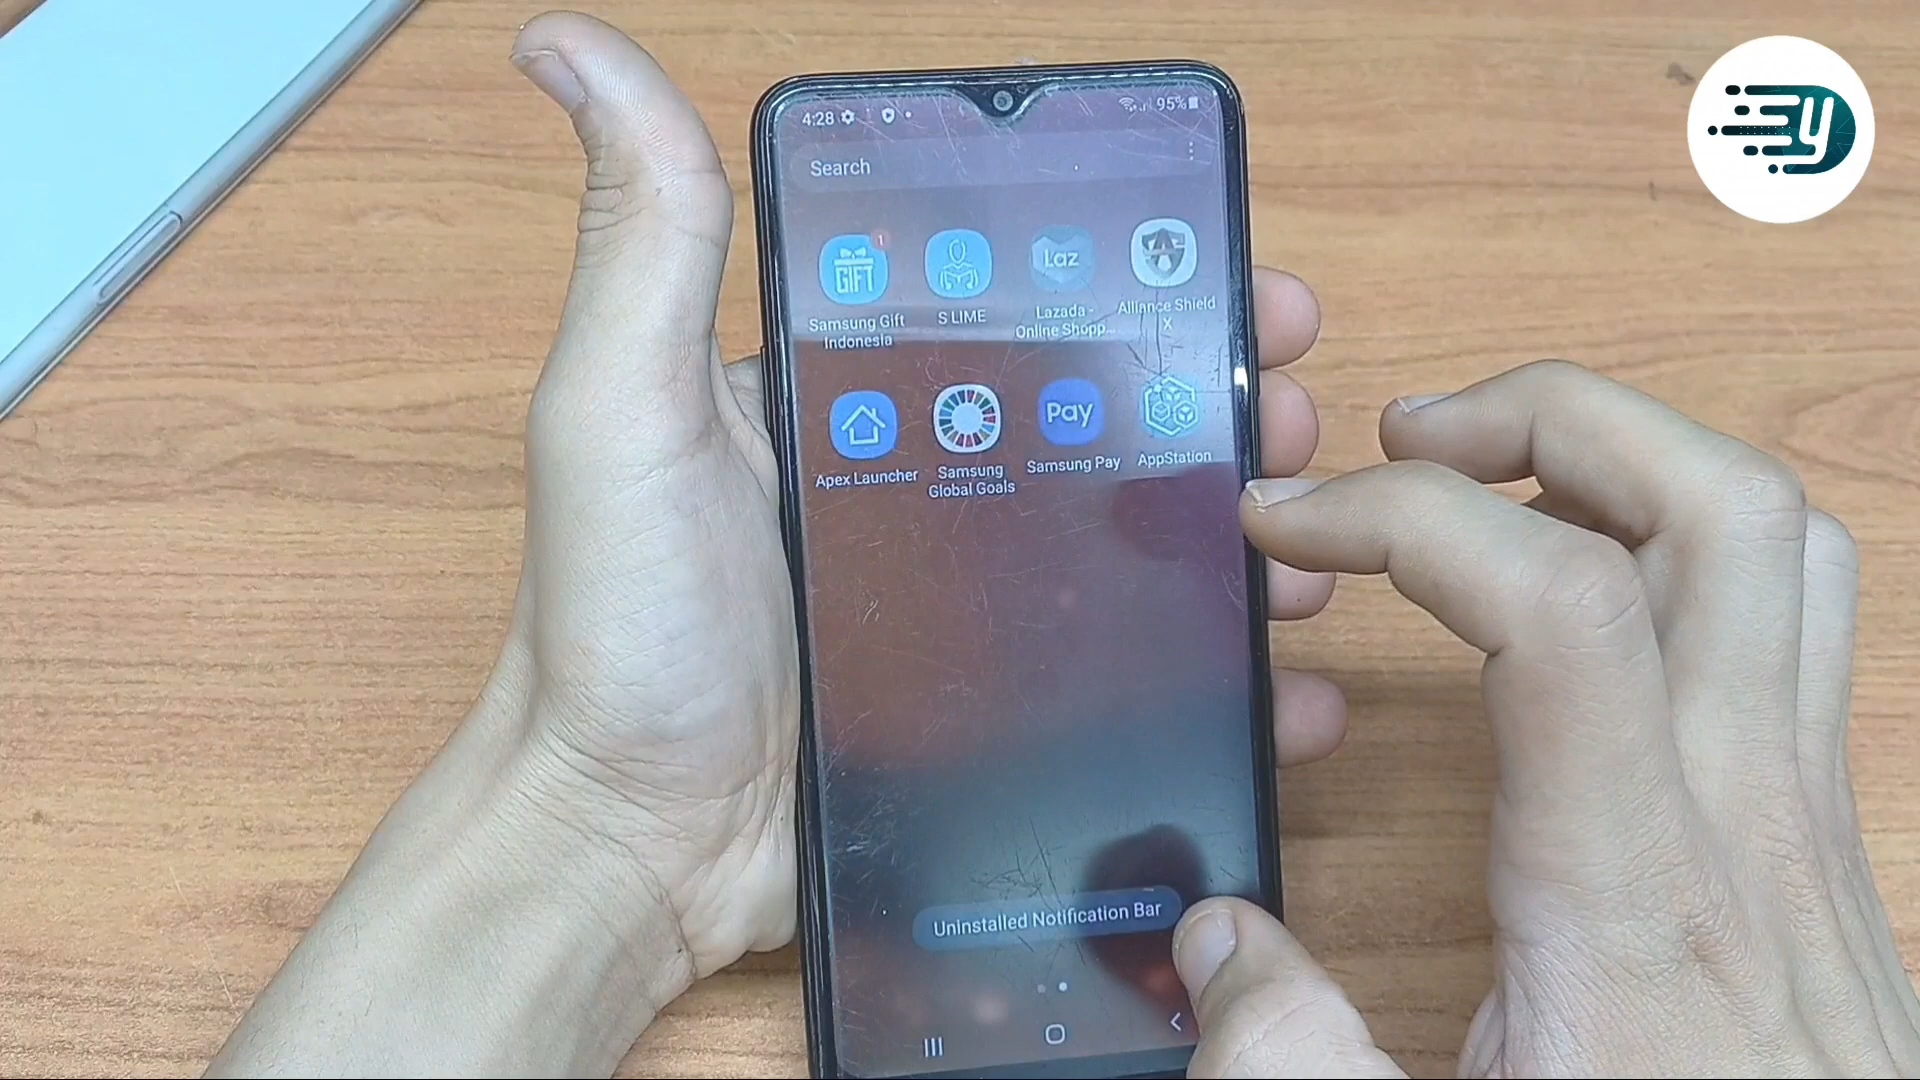 4:28
95%
Search
1
GIFT
Laz
Samsung Gift
Indonesia
S LIME
Lazada -
Online Shopp...
Alliance Shield
X
Pay
Apex Launcher
Samsung
Global Goals
Samsung Pay
AppStation
Uninstalled Notification Bar
y